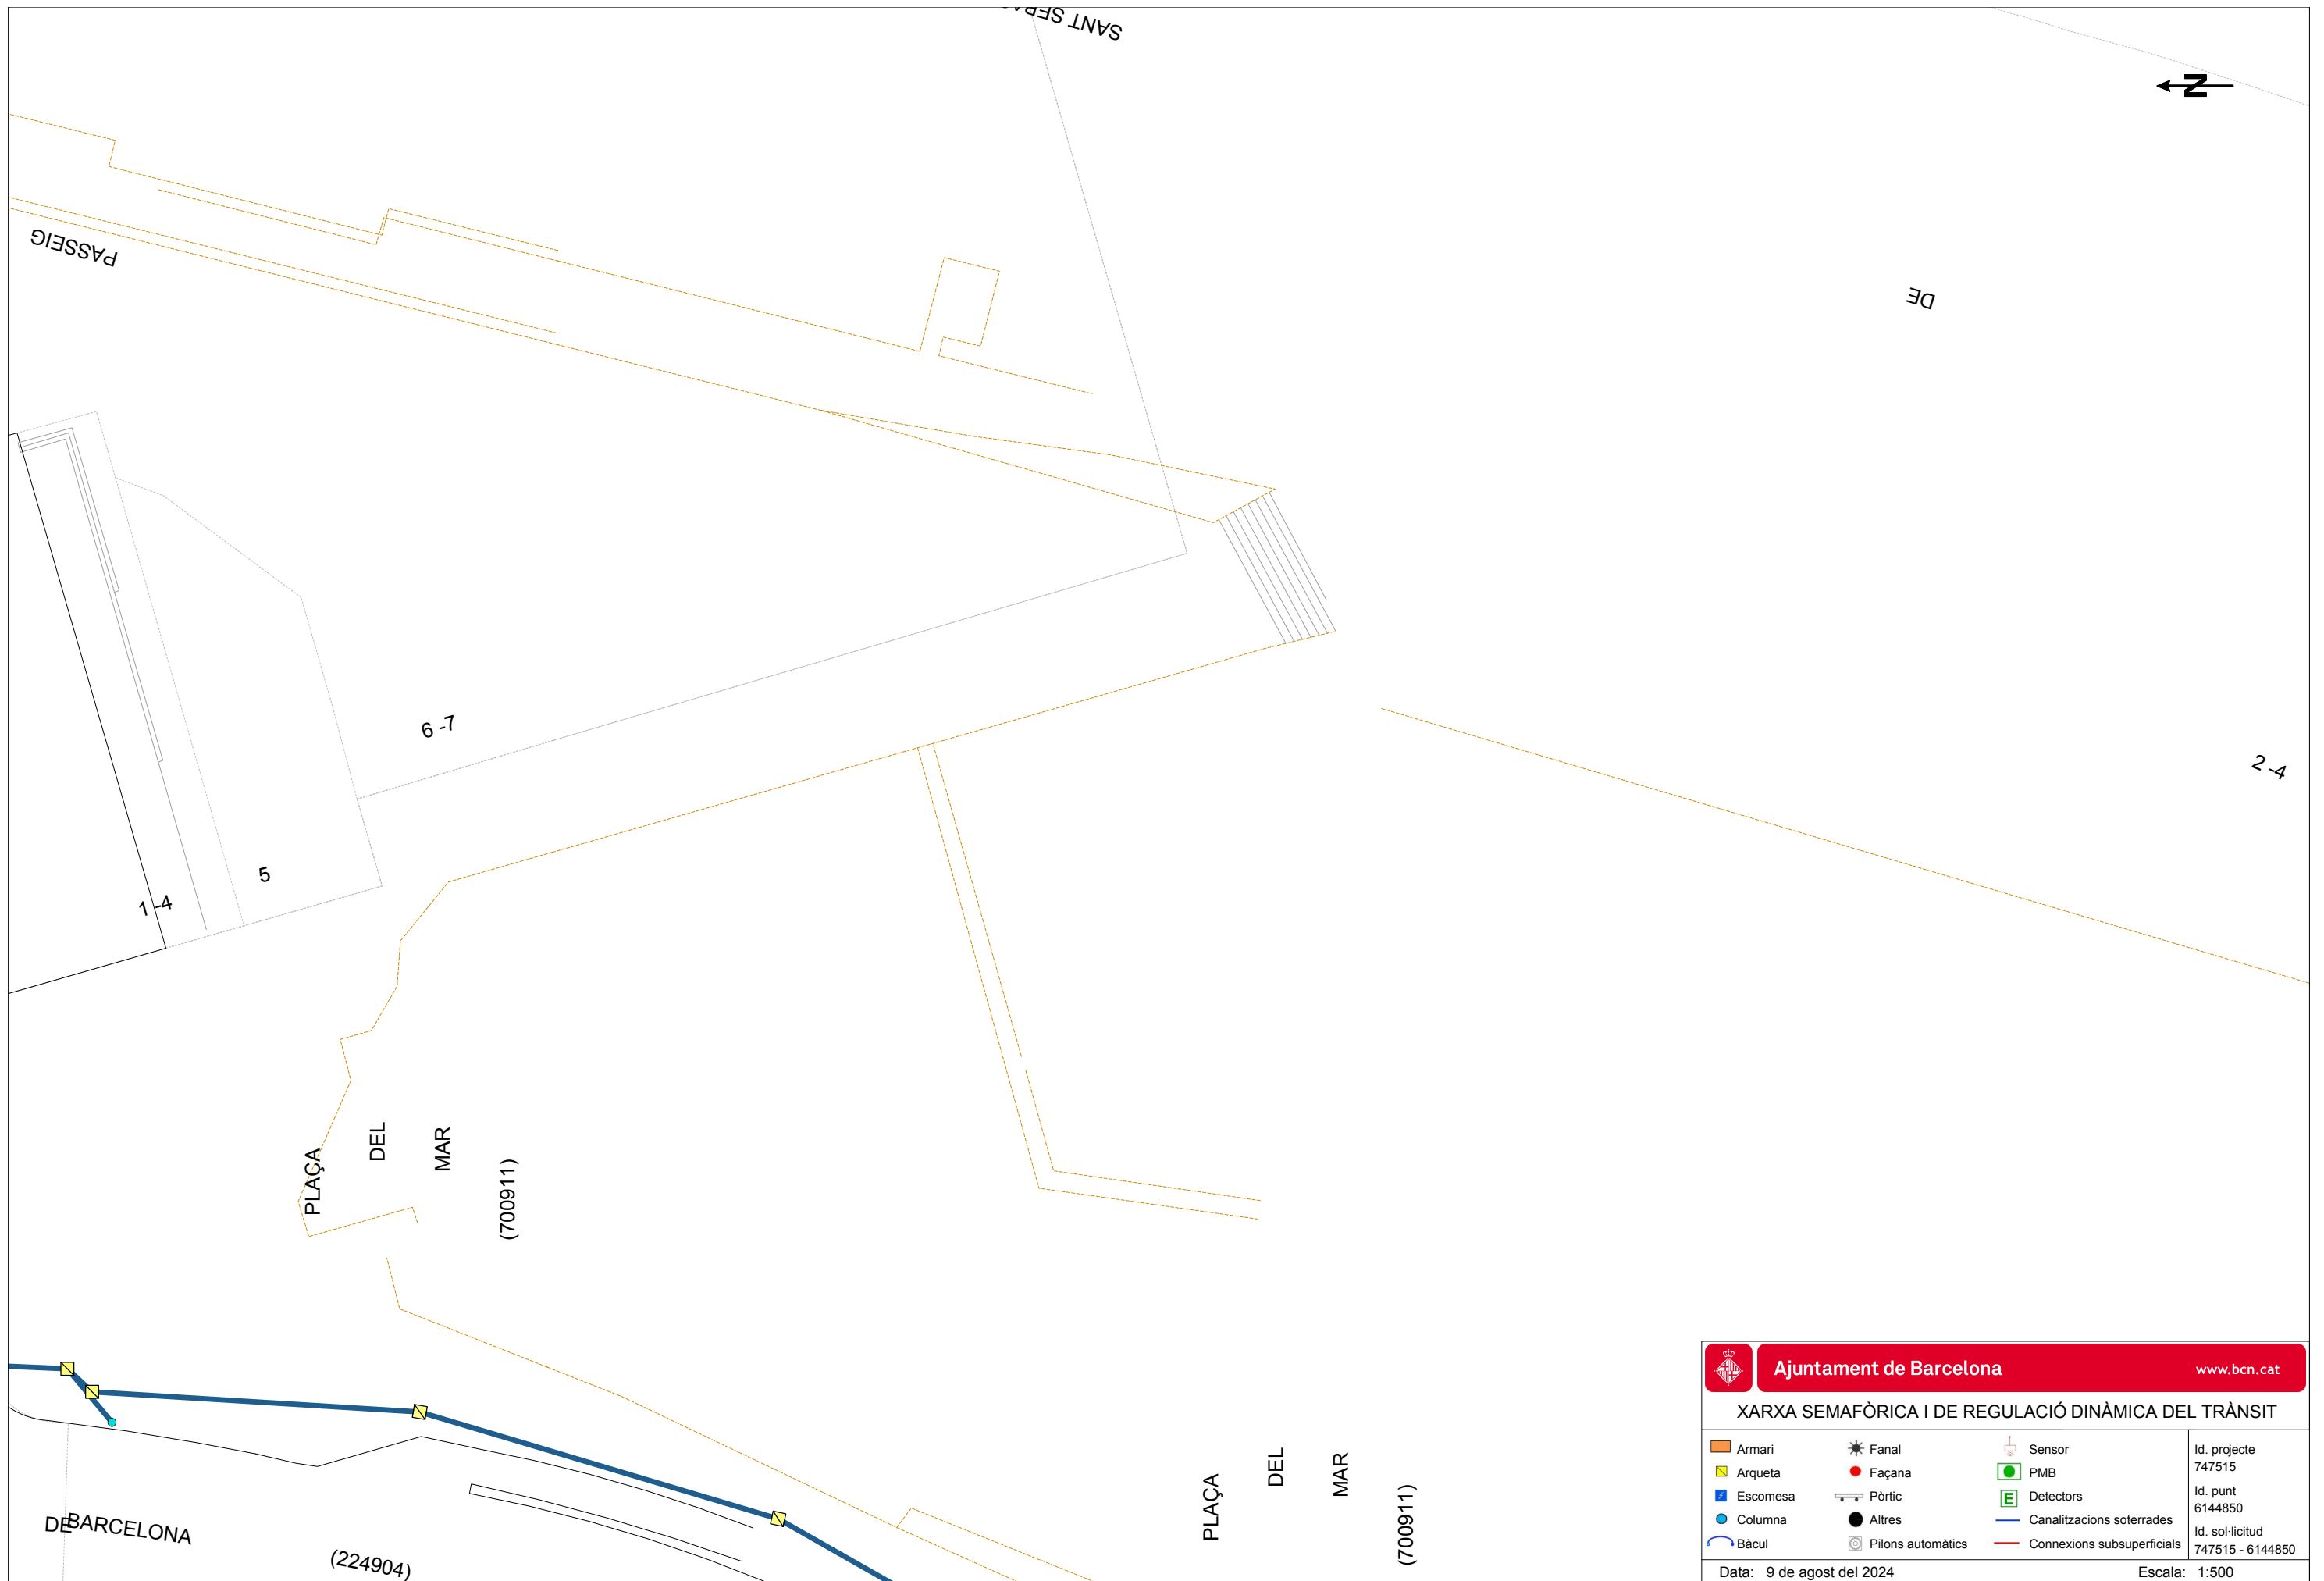 SANT
N
PASSEIG
DE
6 -7
2 -4
5
1 -4
PLAÇA
DEL
MAR
(700911)
DE
BARCELONA
(224904)
PLAÇA
DEL
MAR
(700911)
Ajuntament de Barcelona
www.bcn.cat
XARXA SEMAFÒRICA I DE REGULACIÓ DINÀMICA DEL TRÀNSIT
Armari
Arqueta
Escomesa
Columna
Bàcul
Fanal
Façana
Pòrtic
Altres
Pilons automàtics
Sensor
PMB
E Detectors
Canalitzacions soterrades
Connexions subsuperficials
Id. projecte
747515
Id. punt
6144850
Id. sol·licitud
747515 - 6144850
Data: 9 de agost del 2024
Escala: 1:500